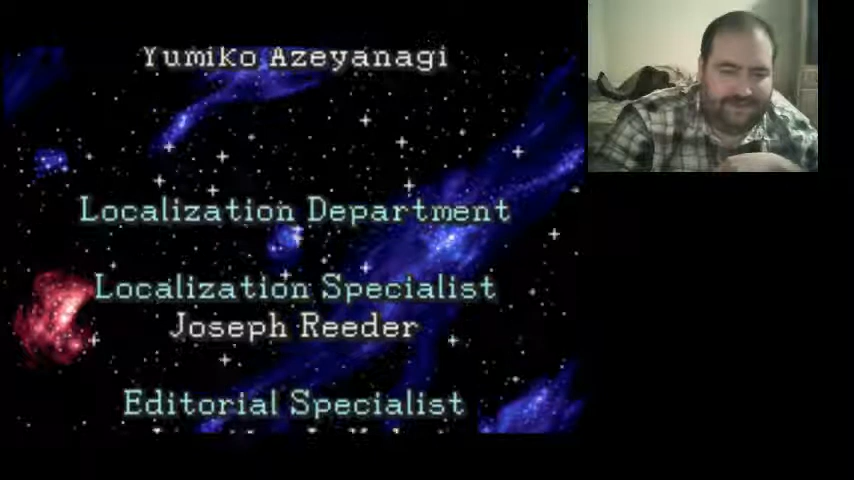 Yumiko Azeyanagi
Localization Department
Localization Specialist
Joseph Reeder
Editorial Specialist